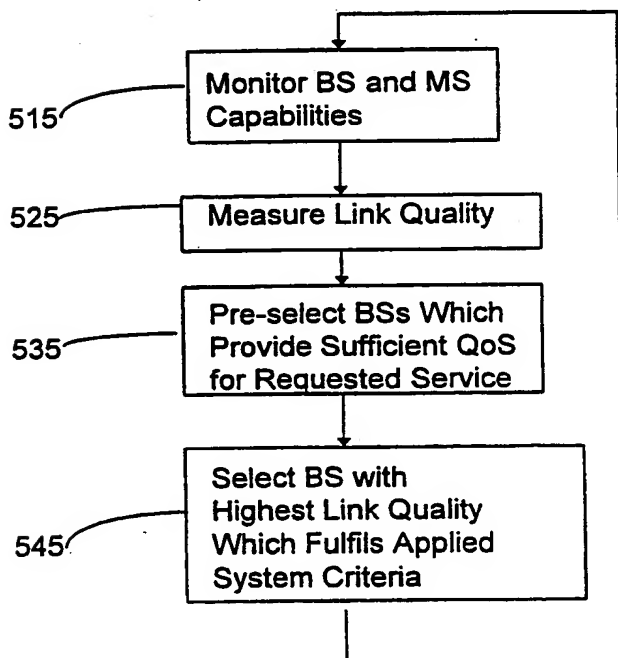 515
Monitor BS and MS
Capabilities
525
Measure Link Quality
535
Pre-select BSs Which
Provide Sufficient QoS
for Requested Service
545
Select BS with
Highest Link Quality
Which Fulfils Applied
System Criteria